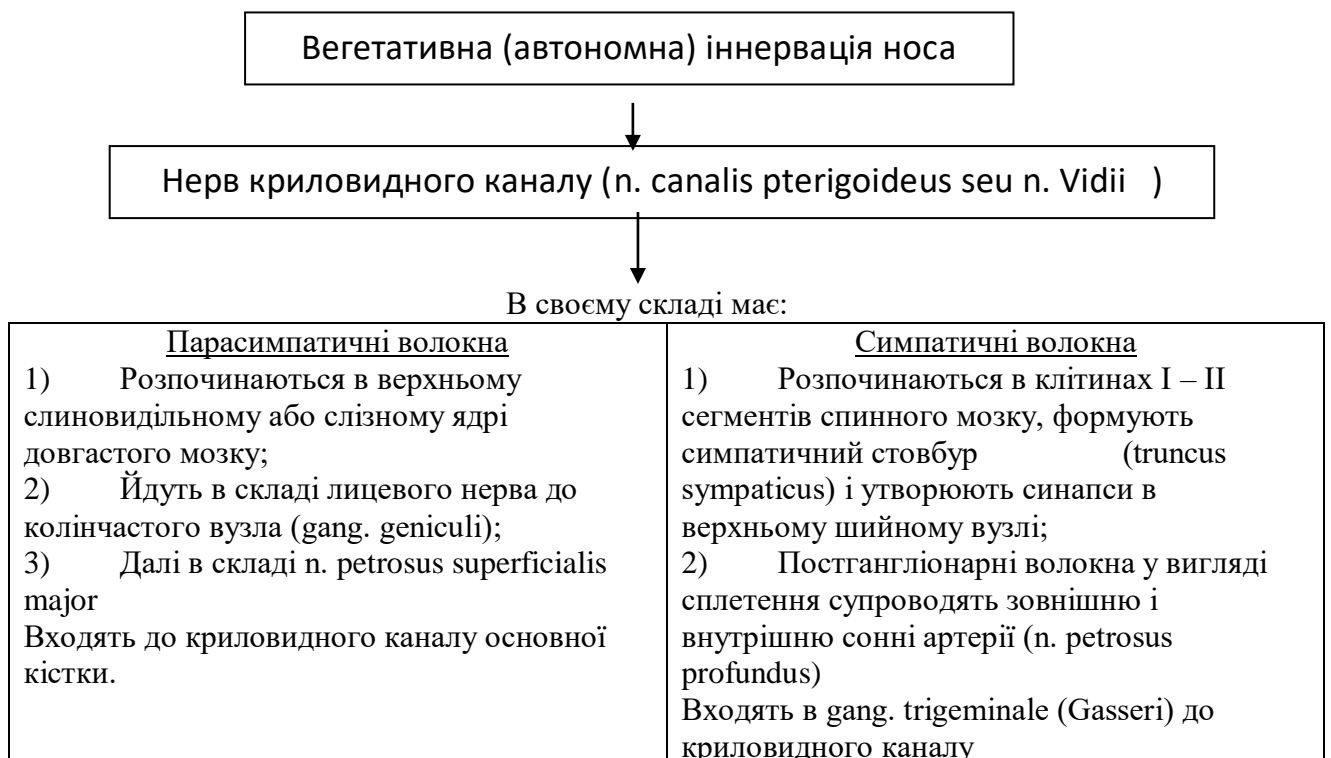 Вегетативна (автономна) іннервація носа
Нерв криловидного каналу (n. canalis pterigoideus seu n. Vidii )
В своєму складі має:
Парасимпатичні волокна
1) Розпочинаються в верхньому
слиновидільному або слізному ядрі
довгастого мозку;
2) Йдуть в складі лицевого нерва до
колінчастого вузла (gang. geniculi);
3) Далі в складі n. petrosus superficialis
major
Входять до криловидного каналу основної
кістки.
Симпатичні волокна
1) Розпочинаються в клітинах I – II
сегментів спинного мозку, формують
симпатичний стовбур (truncus
sympaticus) і утворюють синапси в
верхньому шийному вузлі;
2) Постгангліонарні волокна у вигляді
сплетення супроводять зовнішню і
внутрішню сонні артерії (n. petrosus
profundus)
Входять в gang. trigeminale (Gasseri) до
криловидного каналу